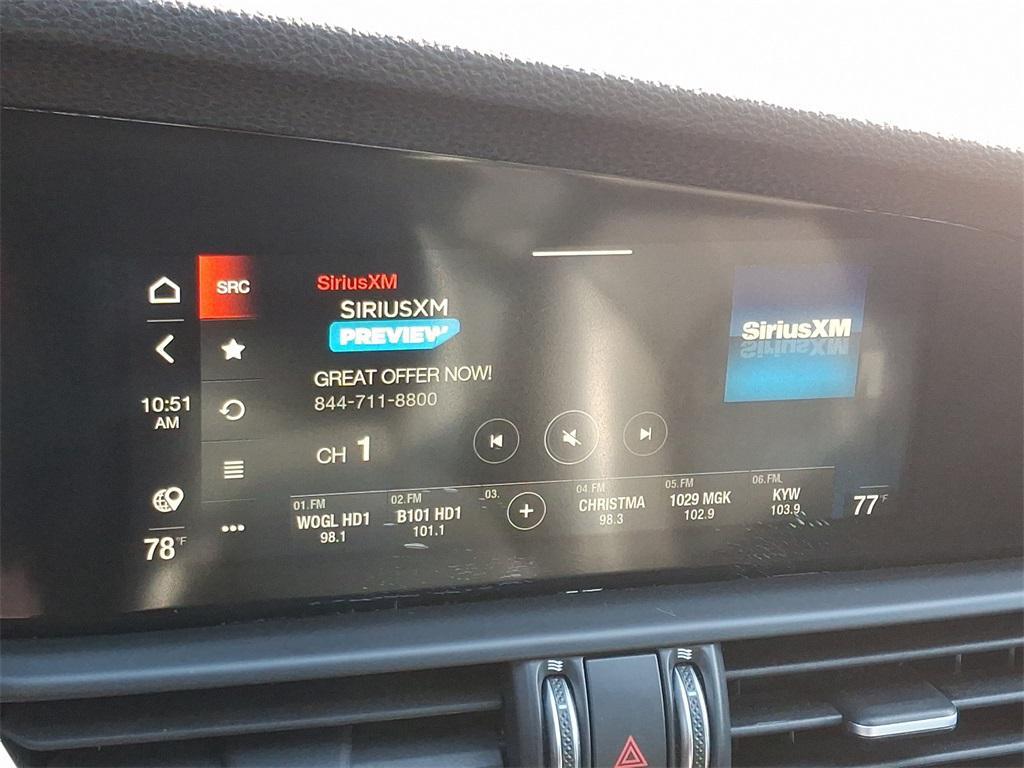 SRC
SiriusXM
SIRIUSXM
PREVIEW
GREAT OFFER NOW!
844-711-8800
CH 1
10:51
AM
78°F
SiriusXM
01.FM
WOGL HD1
98.1
02.FM
B101 HD1
101.1
03.
04.FM
CHRISTMA
98.3
05.FM
1029 MGK
102.9
06.FM
KYW
103.9
77°F